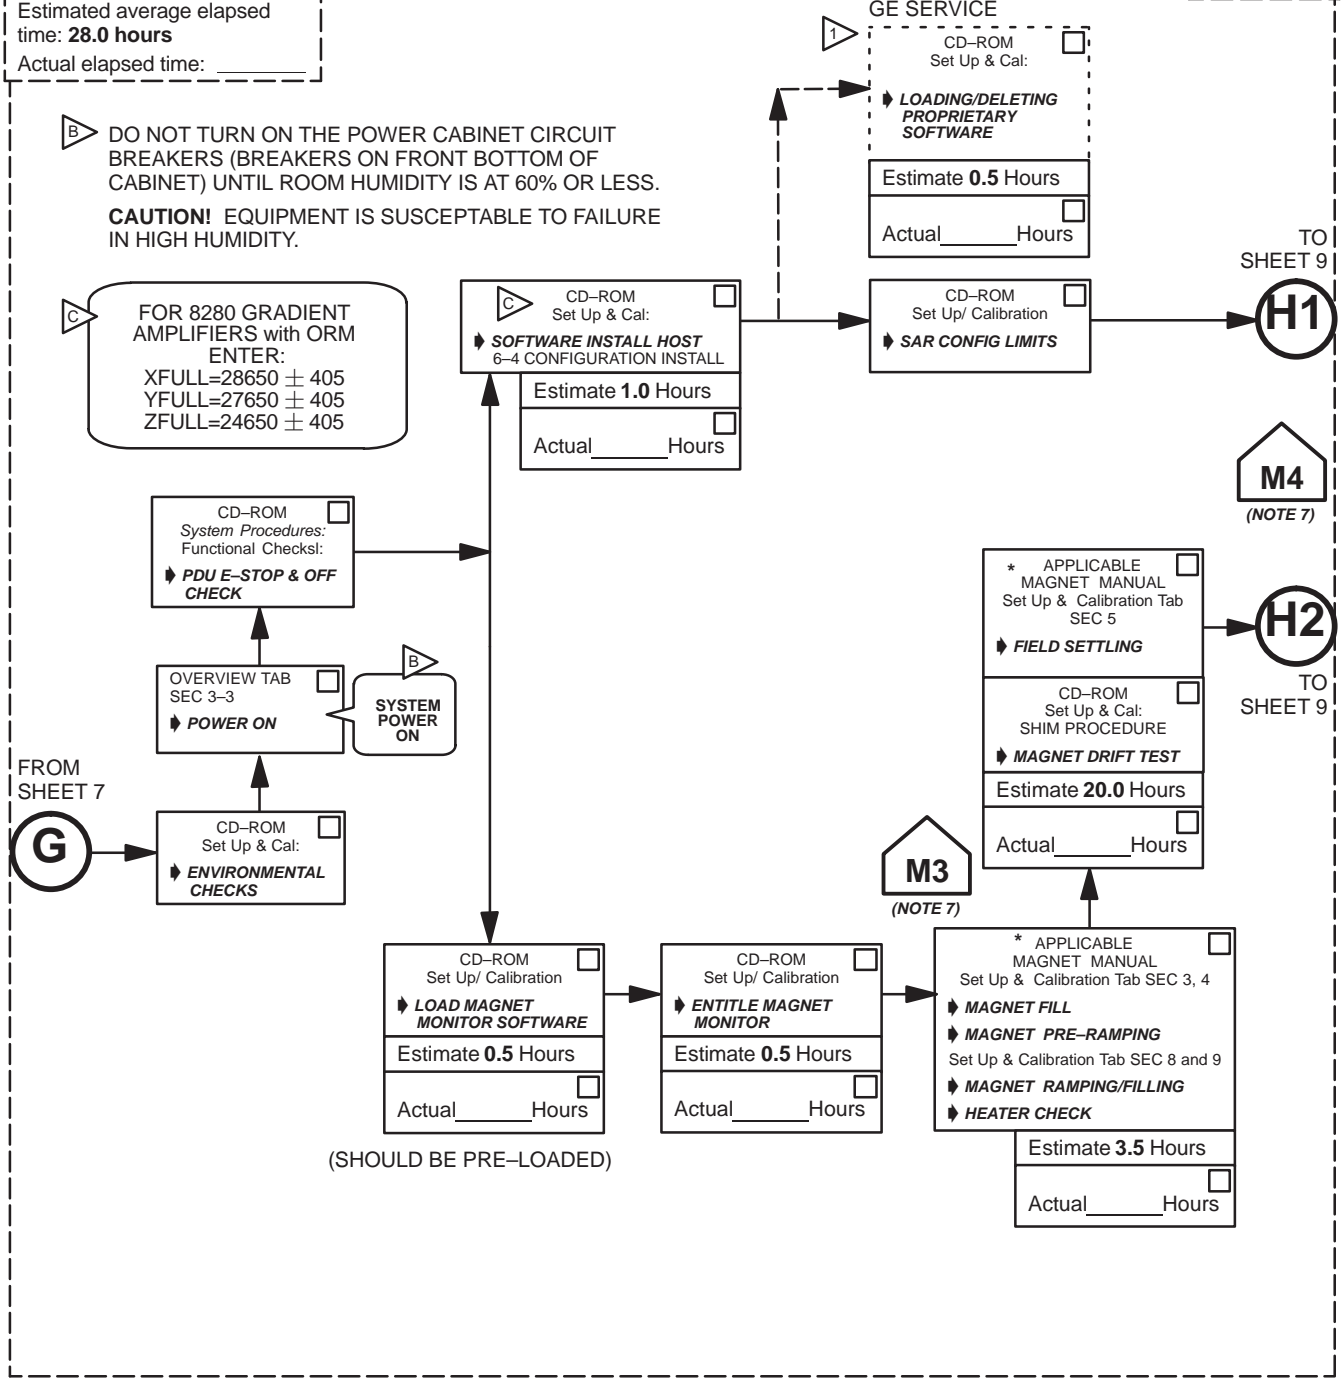 Estimated average elapsed
time: 28.0 hours
Actual elapsed time: ________
GE SERVICE
1
CD–ROM
Set Up & Cal:
LOADING/DELETING
PROPRIETARY
SOFTWARE
Estimate 0.5 Hours
Actual______Hours
B
DO NOT TURN ON THE POWER CABINET CIRCUIT
BREAKERS (BREAKERS ON FRONT BOTTOM OF
CABINET) UNTIL ROOM HUMIDITY IS AT 60% OR LESS.
CAUTION! EQUIPMENT IS SUSCEPTABLE TO FAILURE
IN HIGH HUMIDITY.
C
FOR 8280 GRADIENT
AMPLIFIERS with ORM
ENTER:
XFULL=28650 ± 405
YFULL=27650 ± 405
ZFULL=24650 ± 405
C
CD–ROM
Set Up & Cal:
SOFTWARE INSTALL HOST
6–4 CONFIGURATION INSTALL
Estimate 1.0 Hours
Actual______Hours
CD–ROM
Set Up/ Calibration
SAR CONFIG LIMITS
TO
SHEET 9
H1
M4
(NOTE 7)
CD–ROM
System Procedures:
Functional Checksl:
PDU E–STOP & OFF
CHECK
OVERVIEW TAB
SEC 3–3
POWER ON
B
SYSTEM
POWER
ON
FROM
SHEET 7
G
CD–ROM
Set Up & Cal:
ENVIRONMENTAL
CHECKS
* APPLICABLE
MAGNET MANUAL
Set Up & Calibration Tab
SEC 5
FIELD SETTLING
CD–ROM
Set Up & Cal:
SHIM PROCEDURE
MAGNET DRIFT TEST
Estimate 20.0 Hours
Actual______Hours
H2
TO
SHEET 9
M3
(NOTE 7)
CD–ROM
Set Up/ Calibration
LOAD MAGNET
MONITOR SOFTWARE
Estimate 0.5 Hours
Actual______Hours
(SHOULD BE PRE–LOADED)
CD–ROM
Set Up/ Calibration
ENTITLE MAGNET
MONITOR
Estimate 0.5 Hours
Actual______Hours
* APPLICABLE
MAGNET MANUAL
Set Up & Calibration Tab SEC 3, 4
MAGNET FILL
MAGNET PRE–RAMPING
Set Up & Calibration Tab SEC 8 and 9
MAGNET RAMPING/FILLING
HEATER CHECK
Estimate 3.5 Hours
Actual______Hours